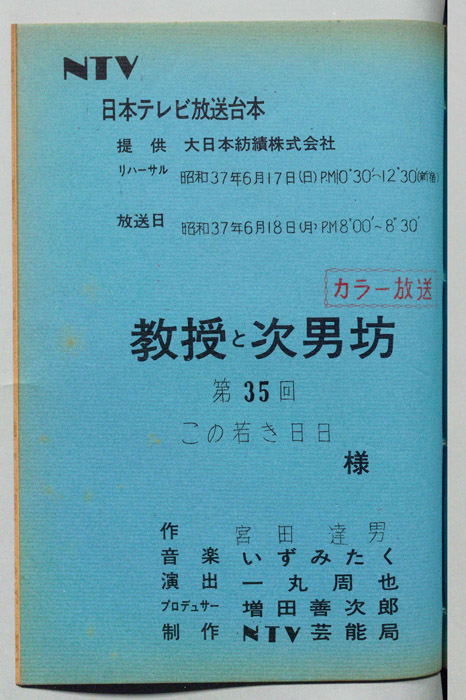 NTV
日本テレビ放送台本
提供 大日本紡績株式会社
リハーサル 昭和37年6月17日(日)PM10°30'~12°30(新宿)
放送日 昭和37年6月18日(月)PM8°00'~8°30'
カラー放送
教授と次男坊
第35回
この若き日日
様
作 宮田達男
音楽 いずみたく
演出 一丸周也
プロデュサー 増田善次郎
制作 NTV芸能局